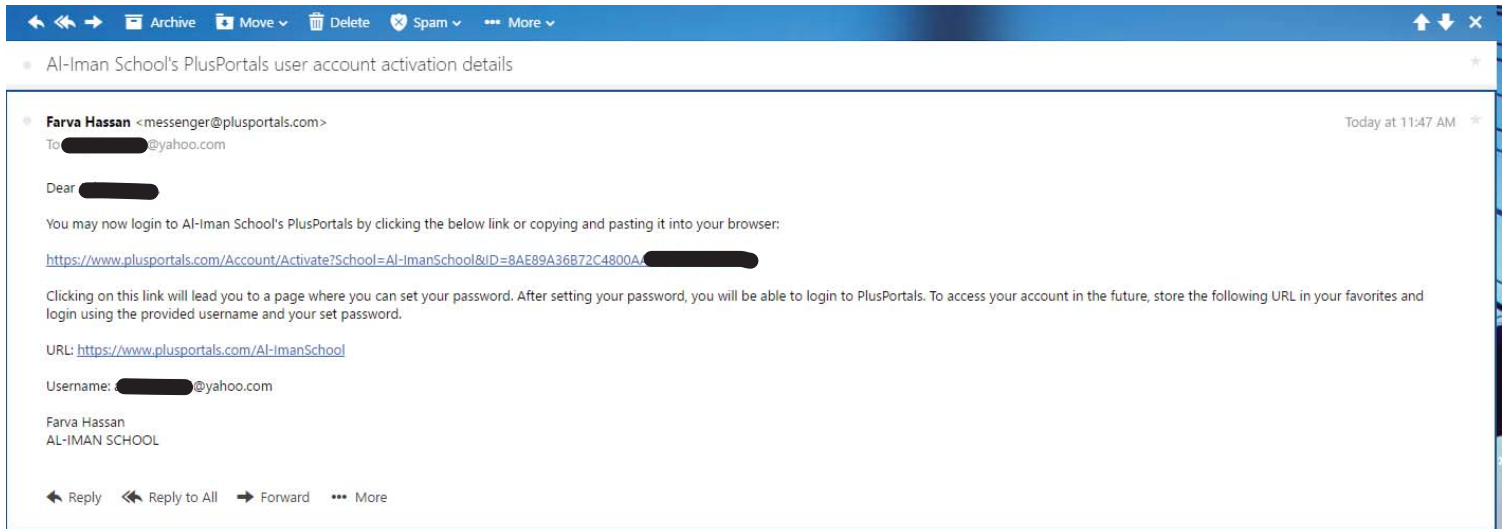 Archive Move Delete Spam More
Al-Iman School's PlusPortals user account activation details
Farva Hassan <messenger@plusportals.com> Today at 11:47 AM
To @yahoo.com
Dear
You may now login to Al-Iman School's PlusPortals by clicking the below link or copying and pasting it into your browser:
https://www.plusportals.com/Account/Activate?School=Al-ImanSchool&ID=8AE89A36B72C4800AA
Clicking on this link will lead you to a page where you can set your password. After setting your password, you will be able to login to PlusPortals. To access your account in the future, store the following URL in your favorites and
login using the provided username and your set password.
URL: https://www.plusportals.com/Al-ImanSchool
Username: @yahoo.com
Farva Hassan
AL-IMAN SCHOOL
Reply Reply to All Forward More